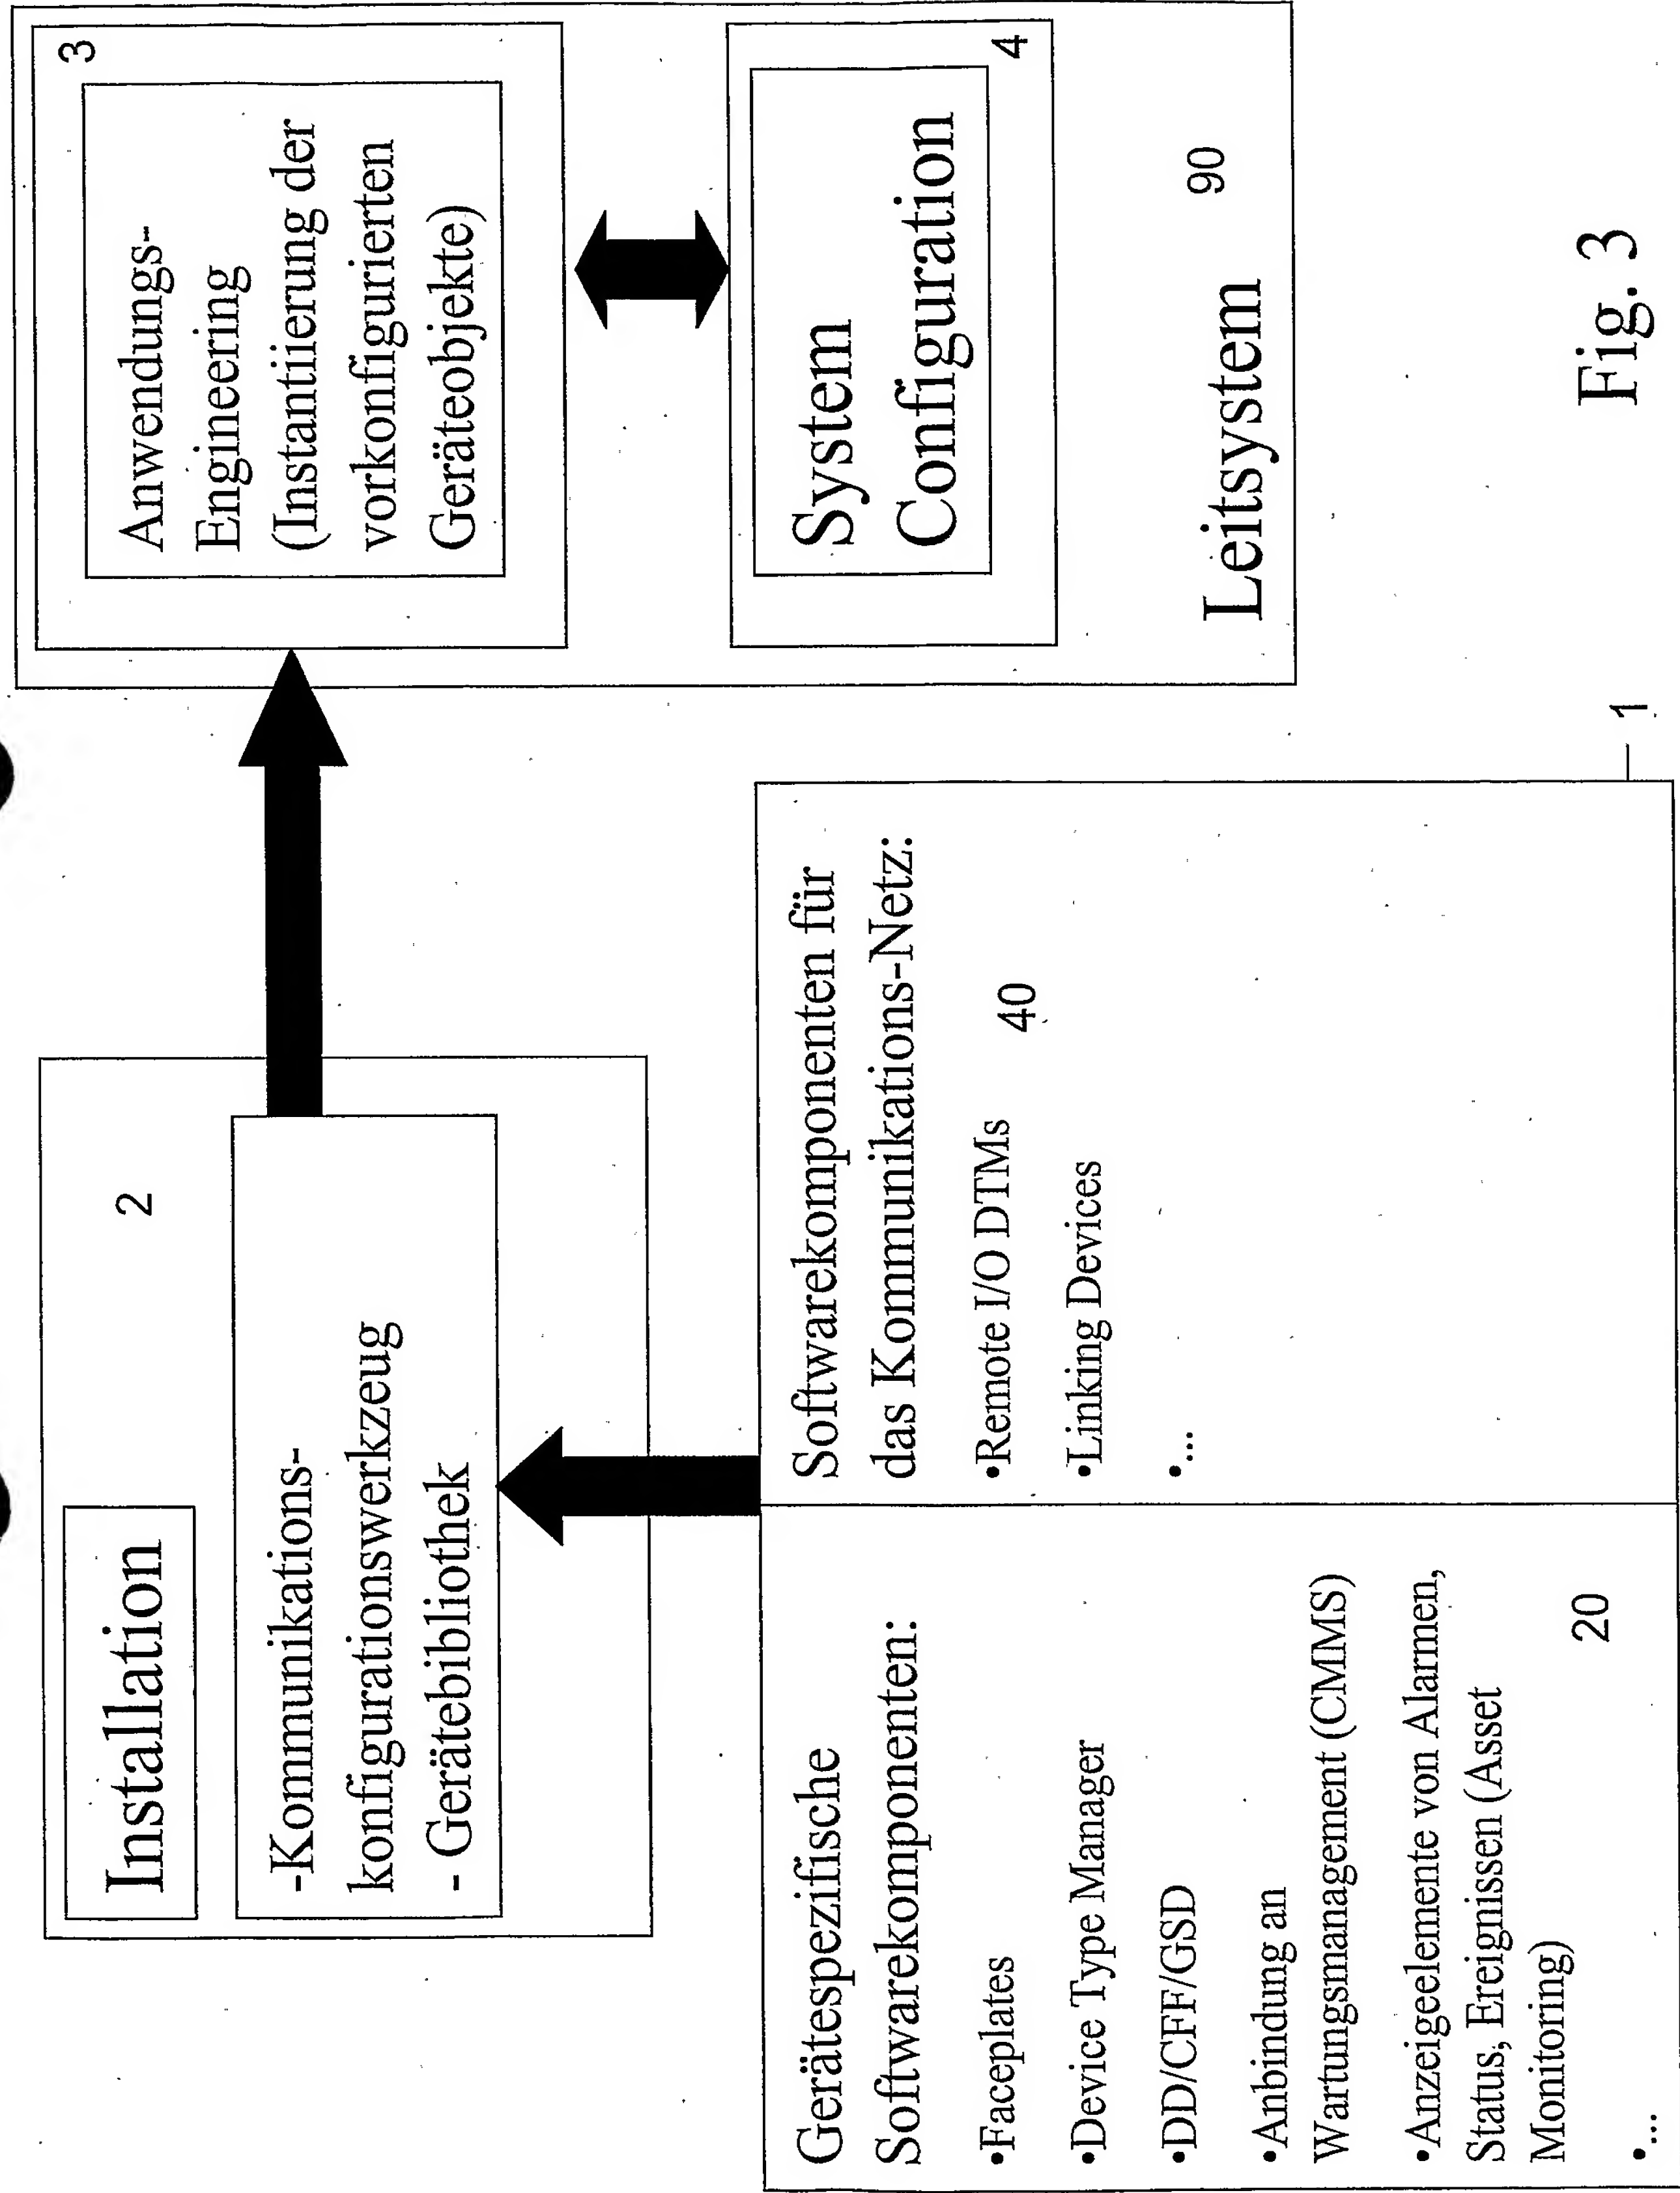 Installation
2
-Kommunikations-
konfigurationswerkzeug
- Gerätebibliothek
3
Anwendungs-
Engineering
(Instantiierung der
vorkonfigurierten
Geräteobjekte)
System
Configuration
4
Leitsystem
90
Gerätespezifische
Softwarekomponenten:
•Faceplates
•Device Type Manager
•DD/CFF/GSD
•Anbindung an
Wartungsmanagement (CMMS)
•Anzeigeelemente von Alarmen,
Status, Ereignissen (Asset
Monitoring)
20
•...
Softwarekomponenten für
das Kommunikations-Netz:
•Remote I/O DTMs
40
•Linking Devices
•...
1
Fig. 3